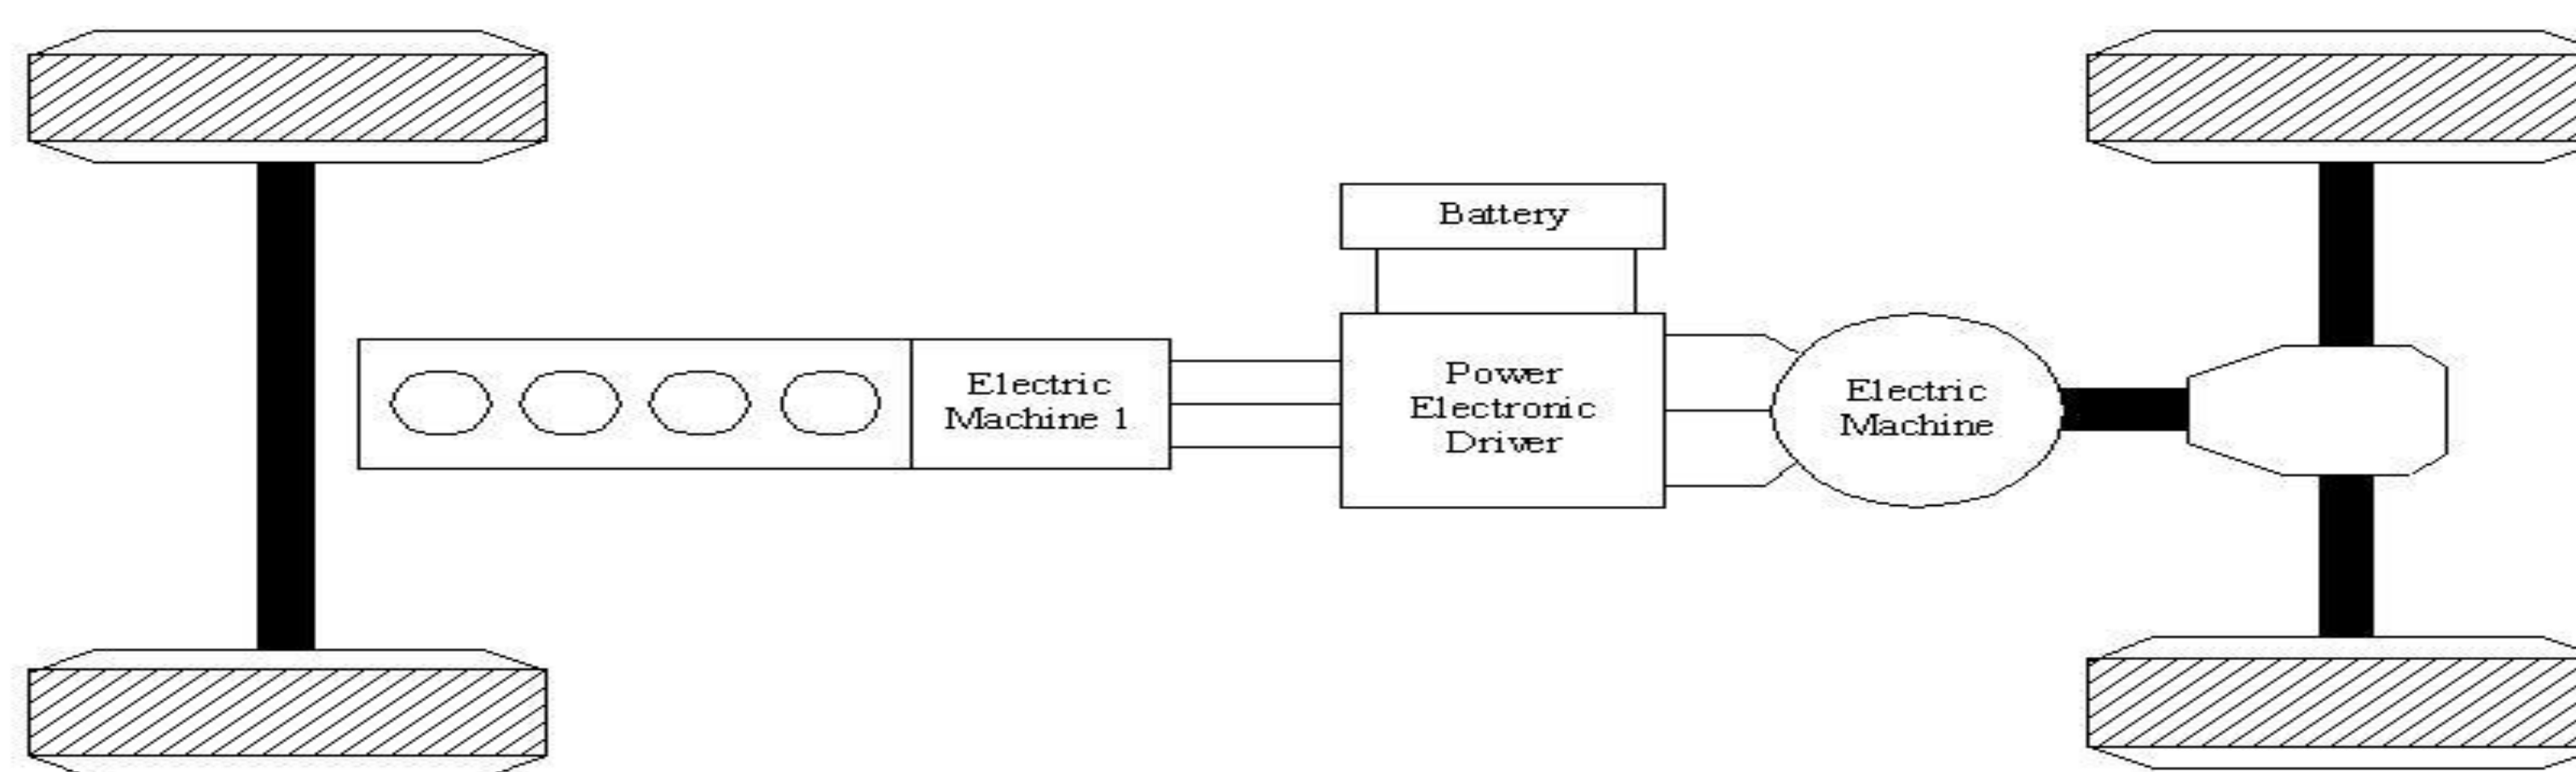 Battery
Electric
Machine 1
Power
Electronic
Driver
Electric
Machine